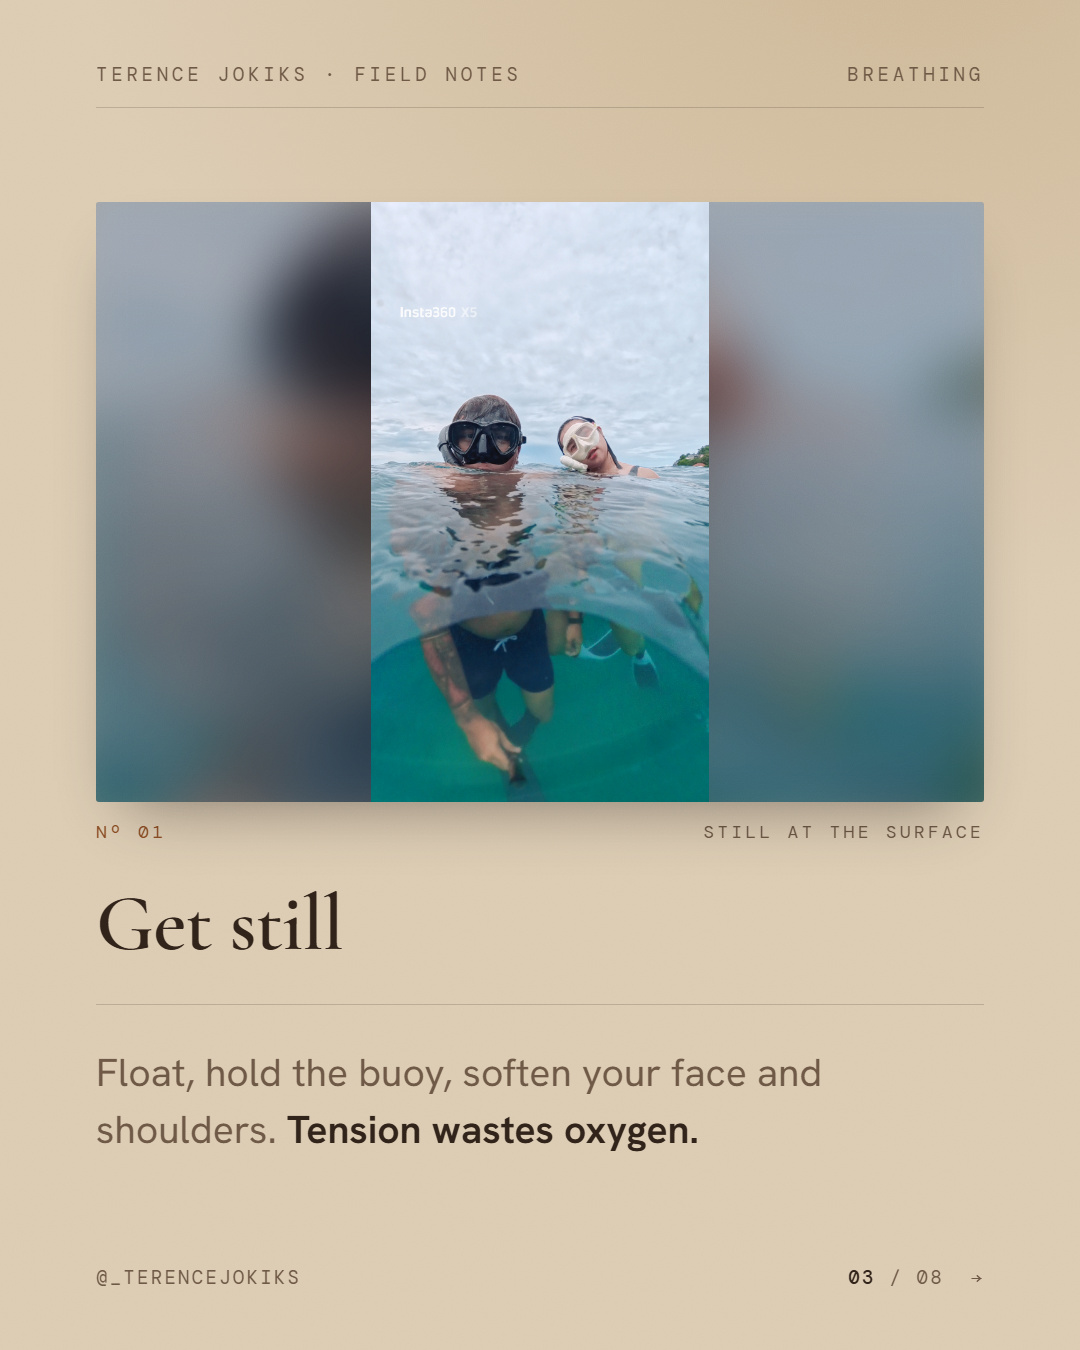 TERENCE JOKIKS · FIELD NOTES
BREATHING
Insta360 X5
Nº 01
STILL AT THE SURFACE
Get still
Float, hold the buoy, soften your face and
shoulders. Tension wastes oxygen.
@_TERENCEJOKIKS
03 / 08 →